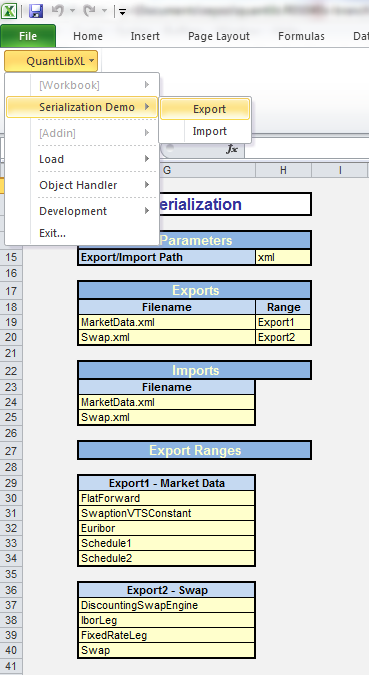 File Home Insert Page Layout Formulas
QuantLibXL
[Workbook]
Serialization Demo
Export
[Addin]
Import
Load
fx
G H I
Object Handler
erialization
Development
Exit...
Parameters
15 Export/Import Path xml
16
17 Exports
18 Filename Range
19 MarketData.xml Export1
20 Swap.xml Export2
21
22 Imports
23 Filename
24 MarketData.xml
25 Swap.xml
26
27 Export Ranges
28
29 Export1 - Market Data
30 FlatForward
31 SwaptionVTSConstant
32 Euribor
33 Schedule1
34 Schedule2
35
36 Export2 - Swap
37 DiscountingSwapEngine
38 IborLeg
39 FixedRateLeg
40 Swap
41